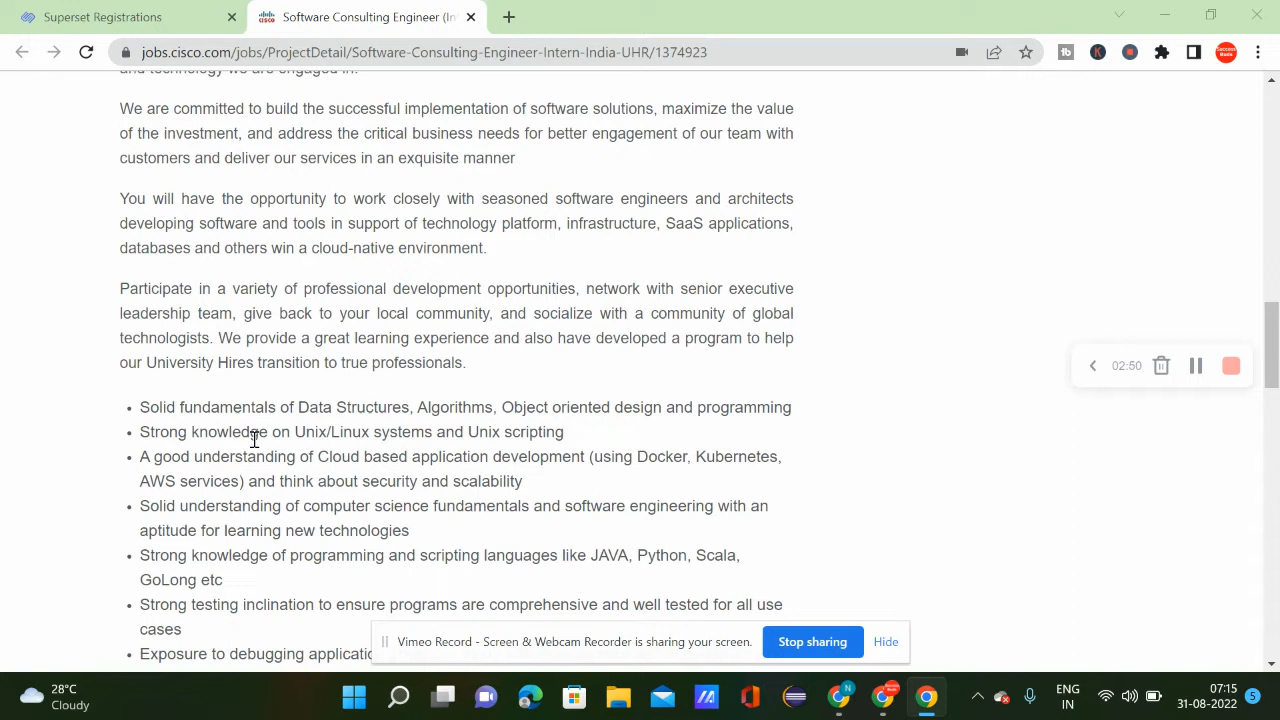 Superset Registrations
Software Consulting Engineer (In
jobs.cisco.com/jobs/ProjectDetail/Software-Consulting-Engineer-Intern-India-UHR/1374923
and technology we are engaged in.
We are committed to build the successful implementation of software solutions, maximize the value
of the investment, and address the critical business needs for better engagement of our team with
customers and deliver our services in an exquisite manner
You will have the opportunity to work closely with seasoned software engineers and architects
developing software and tools in support of technology platform, infrastructure, SaaS applications,
databases and others win a cloud-native environment.
Participate in a variety of professional development opportunities, network with senior executive
leadership team, give back to your local community, and socialize with a community of global
technologists. We provide a great learning experience and also have developed a program to help
our University Hires transition to true professionals.
02:50
• Solid fundamentals of Data Structures, Algorithms, Object oriented design and programming
• Strong knowledge on Unix/Linux systems and Unix scripting
• A good understanding of Cloud based application development (using Docker, Kubernetes,
AWS services) and think about security and scalability
• Solid understanding of computer science fundamentals and software engineering with an
aptitude for learning new technologies
• Strong knowledge of programming and scripting languages like JAVA, Python, Scala,
GoLong etc
• Strong testing inclination to ensure programs are comprehensive and well tested for all use
cases
• Exposure to debugging applicatio
Vimeo Record - Screen & Webcam Recorder is sharing your screen.
Stop sharing
Hide
28°C
Cloudy
ENG
IN
07:15
31-08-2022
5